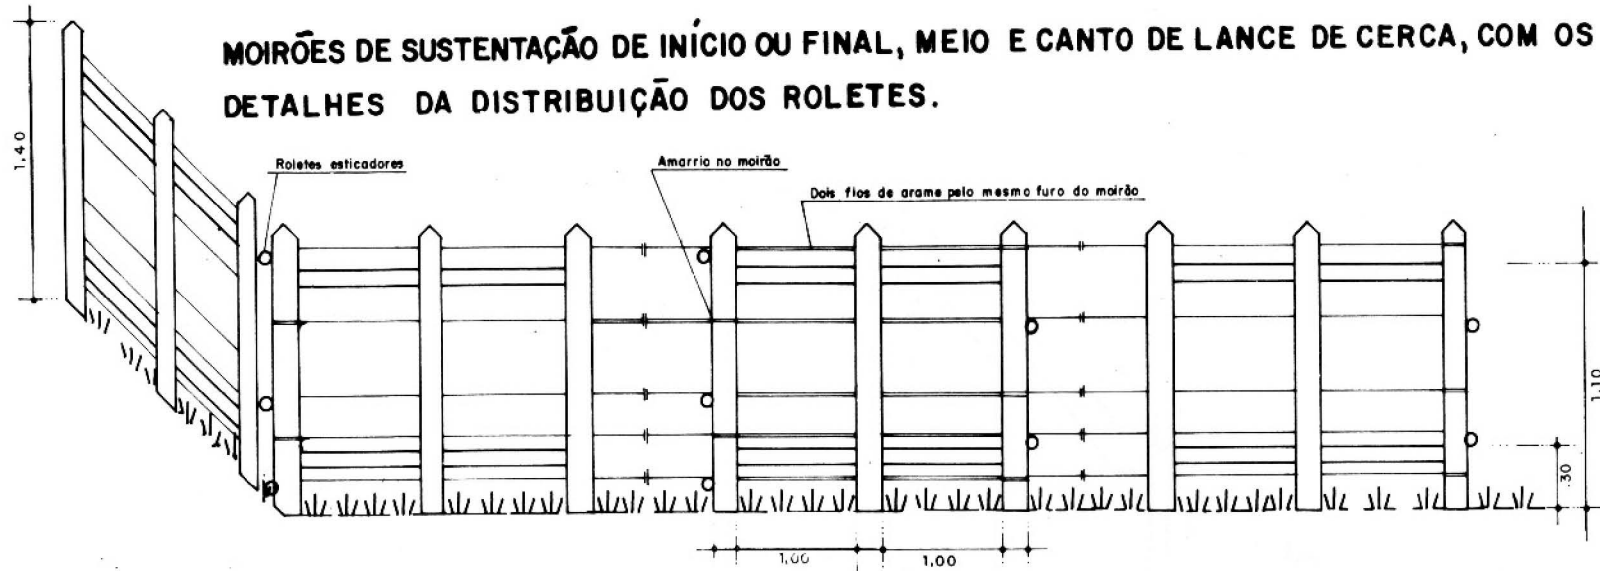 MOIRÕES DE SUSTENTAÇÃO DE INÍCIO OU FINAL, MEIO E CANTO DE LANCE DE CERCA, COM OS
DETALHES DA DISTRIBUIÇÃO DOS ROLETES.
1.40
Roletes esticadores
Amarrio no moirão
Dois fios de arame pelo mesmo furo do moirão
1.10
.30
1,00
1,00